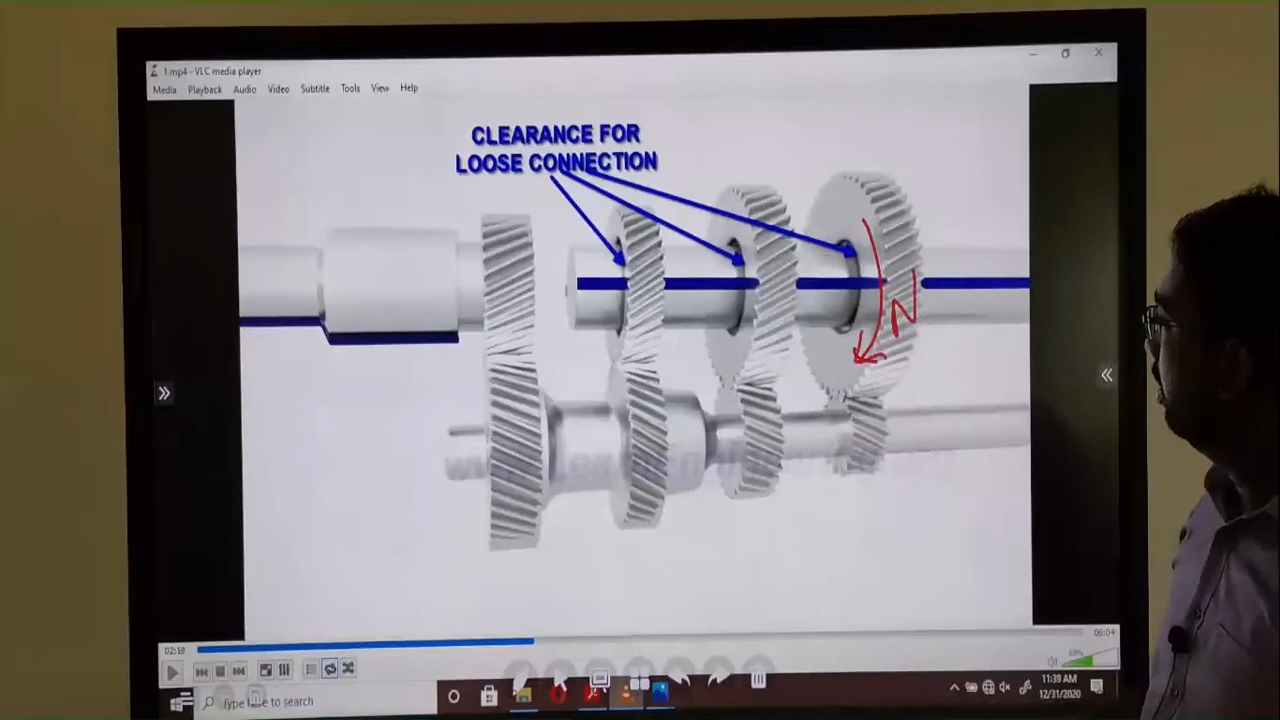 1.mp4 - VLC media player
Media Playback Audio Video Subtitle Tools View Help
CLEARANCE FOR
LOOSE CONNECTION
N
02:18
06:04
69%
Type here to search
11:39 AM
12/31/2020